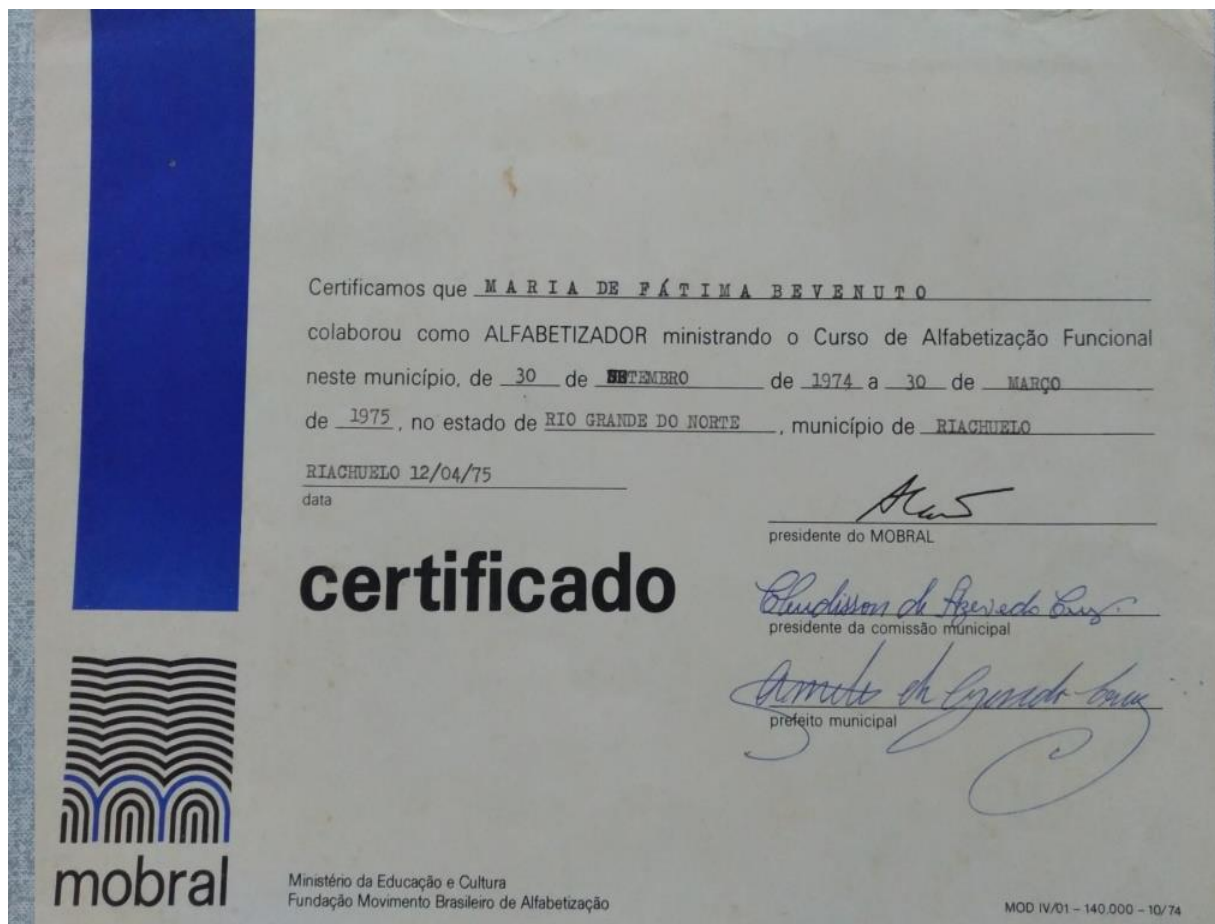 Certificamos que MARIA DE FÁTIMA BEVENUTO
colaborou como ALFABETIZADOR ministrando o Curso de Alfabetização Funcional
neste município, de 30 de SETEMBRO de 1974 a 30 de MARÇO
de 1975, no estado de RIO GRANDE DO NORTE, município de RIACHUELO
RIACHUELO 12/04/75
data
presidente do MOBRAL
certificado
de Azevedo Cruz
presidente da comissão municipal
prefeito municipal
mobral
Ministério da Educação e Cultura
Fundação Movimento Brasileiro de Alfabetização
MOD IV/01 - 140.000 - 10/74